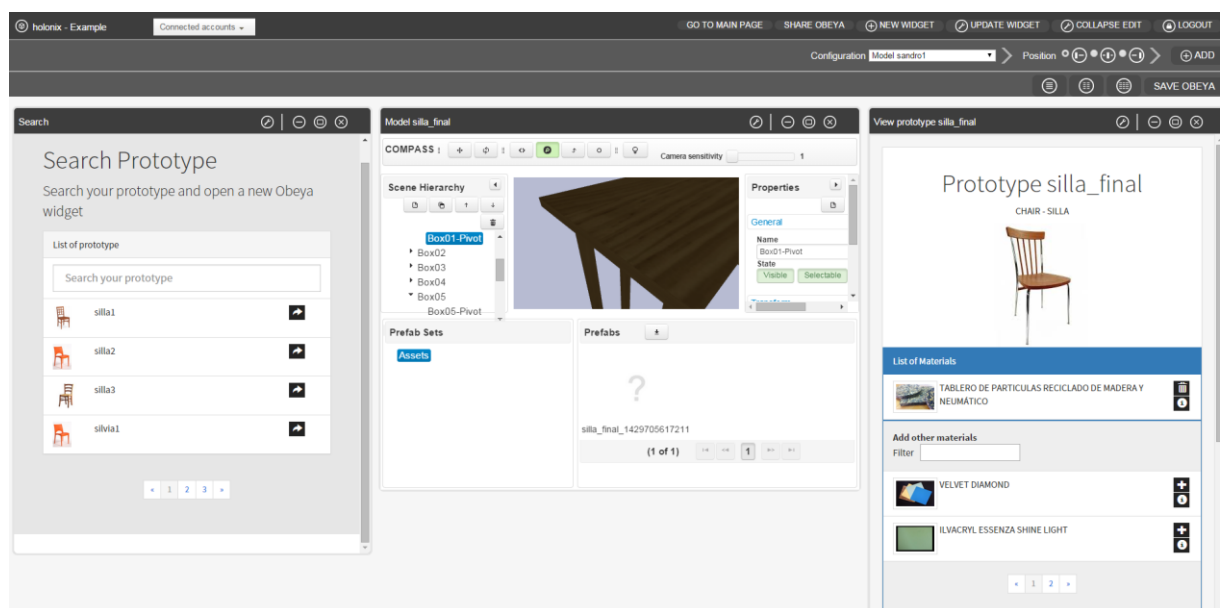 holonix - Example
Connected accounts
GO TO MAIN PAGE
SHARE OBEYA
NEW WIDGET
UPDATE WIDGET
COLLAPSE EDIT
LOGOUT
Configuration
Model sandro1
Position
ADD
SAVE OBEYA
Search
Search Prototype
Search your prototype and open a new Obeya
widget
List of prototype
Search your prototype
silla1
silla2
silla3
silvia1
« 1 2 3 »
Model silla_final
COMPASS :
Camera sensitivity
1
Scene Hierarchy
Box01-Pivot
Box02
Box03
Box04
Box05
Box05-Pivot
Properties
General
Name
Box01-Pivot
State
Visible
Selectable
Prefab Sets
Assets
Prefabs
?
silla_final_1429705617211
(1 of 1)
1
View prototype silla_final
Prototype silla_final
CHAIR - SILLA
List of Materials
TABLERO DE PARTICULAS RECICLADO DE MADERA Y
NEUMÁTICO
Add other materials
Filter
VELVET DIAMOND
ILVACRYL ESSENZA SHINE LIGHT
« 1 2 »